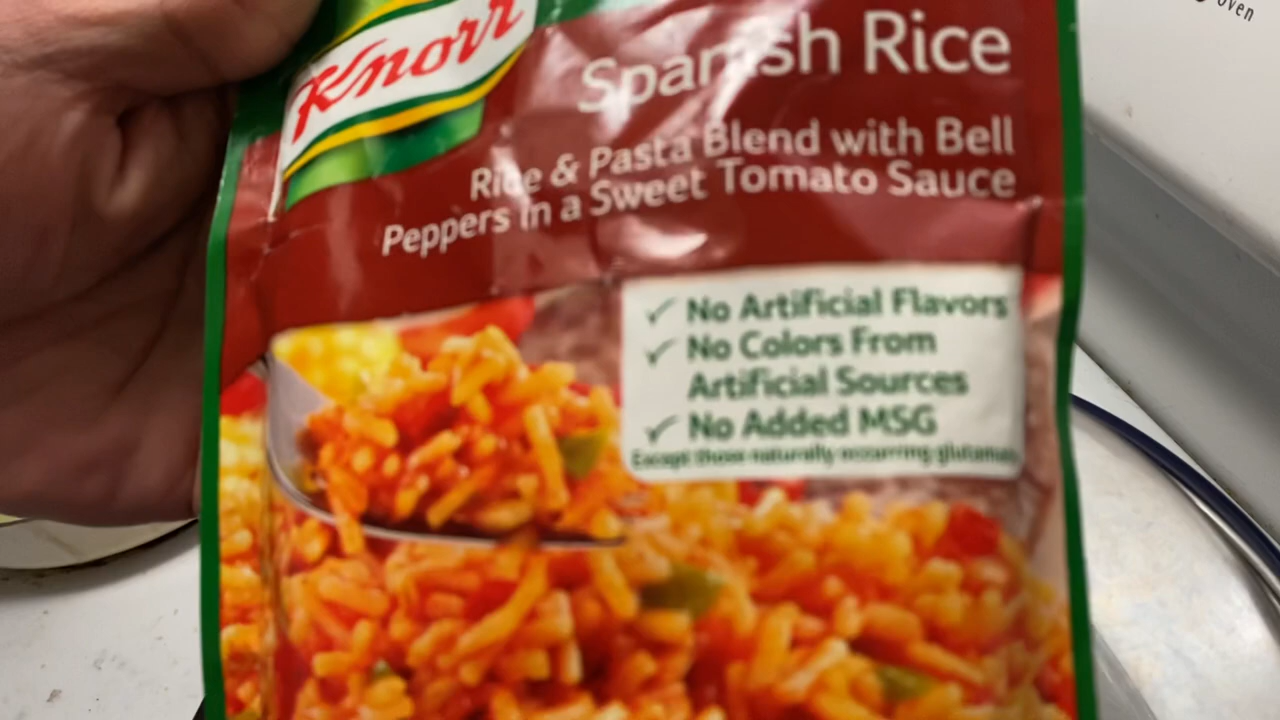 oven
Knorr
Spanish Rice
Rice & Pasta Blend with Bell
Peppers in a Sweet Tomato Sauce
✓ No Artificial Flavors
✓ No Colors From
Artificial Sources
✓ No Added MSG
Except those naturally occurring